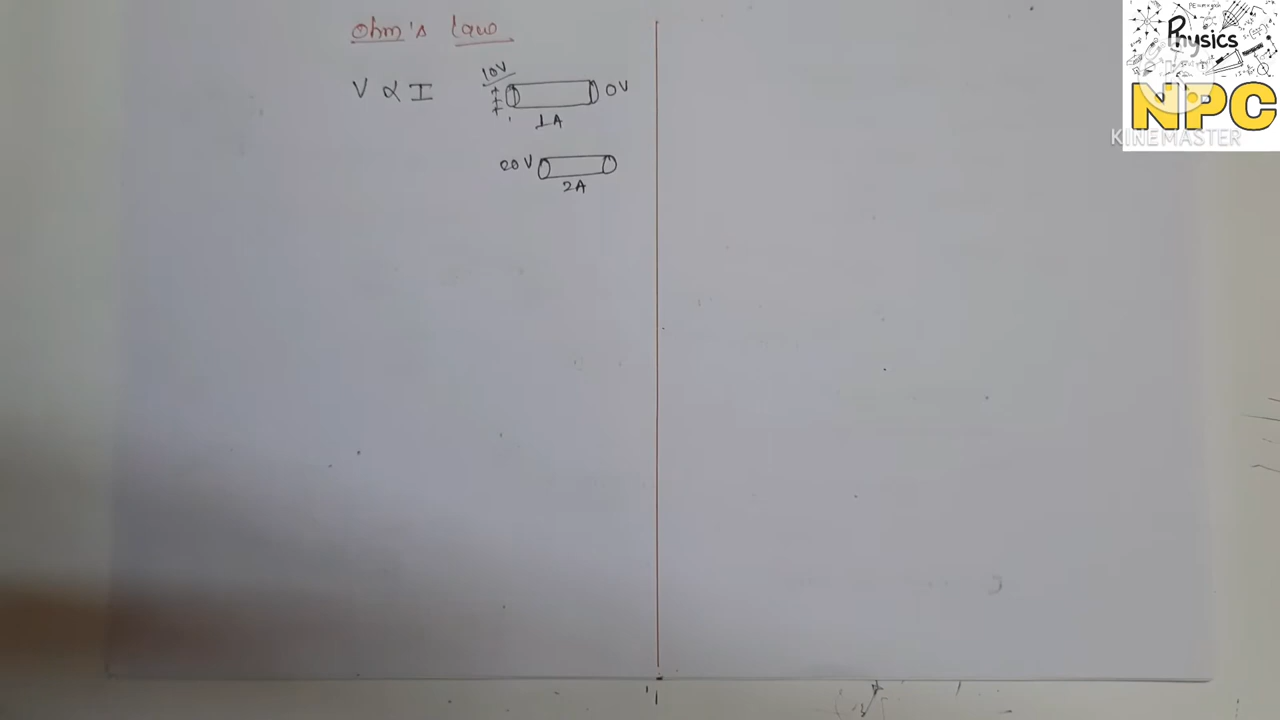 Ohm's law
V ∝ I
10V
0V
1A
20V
2A
Physics
NPC
KINEMASTER